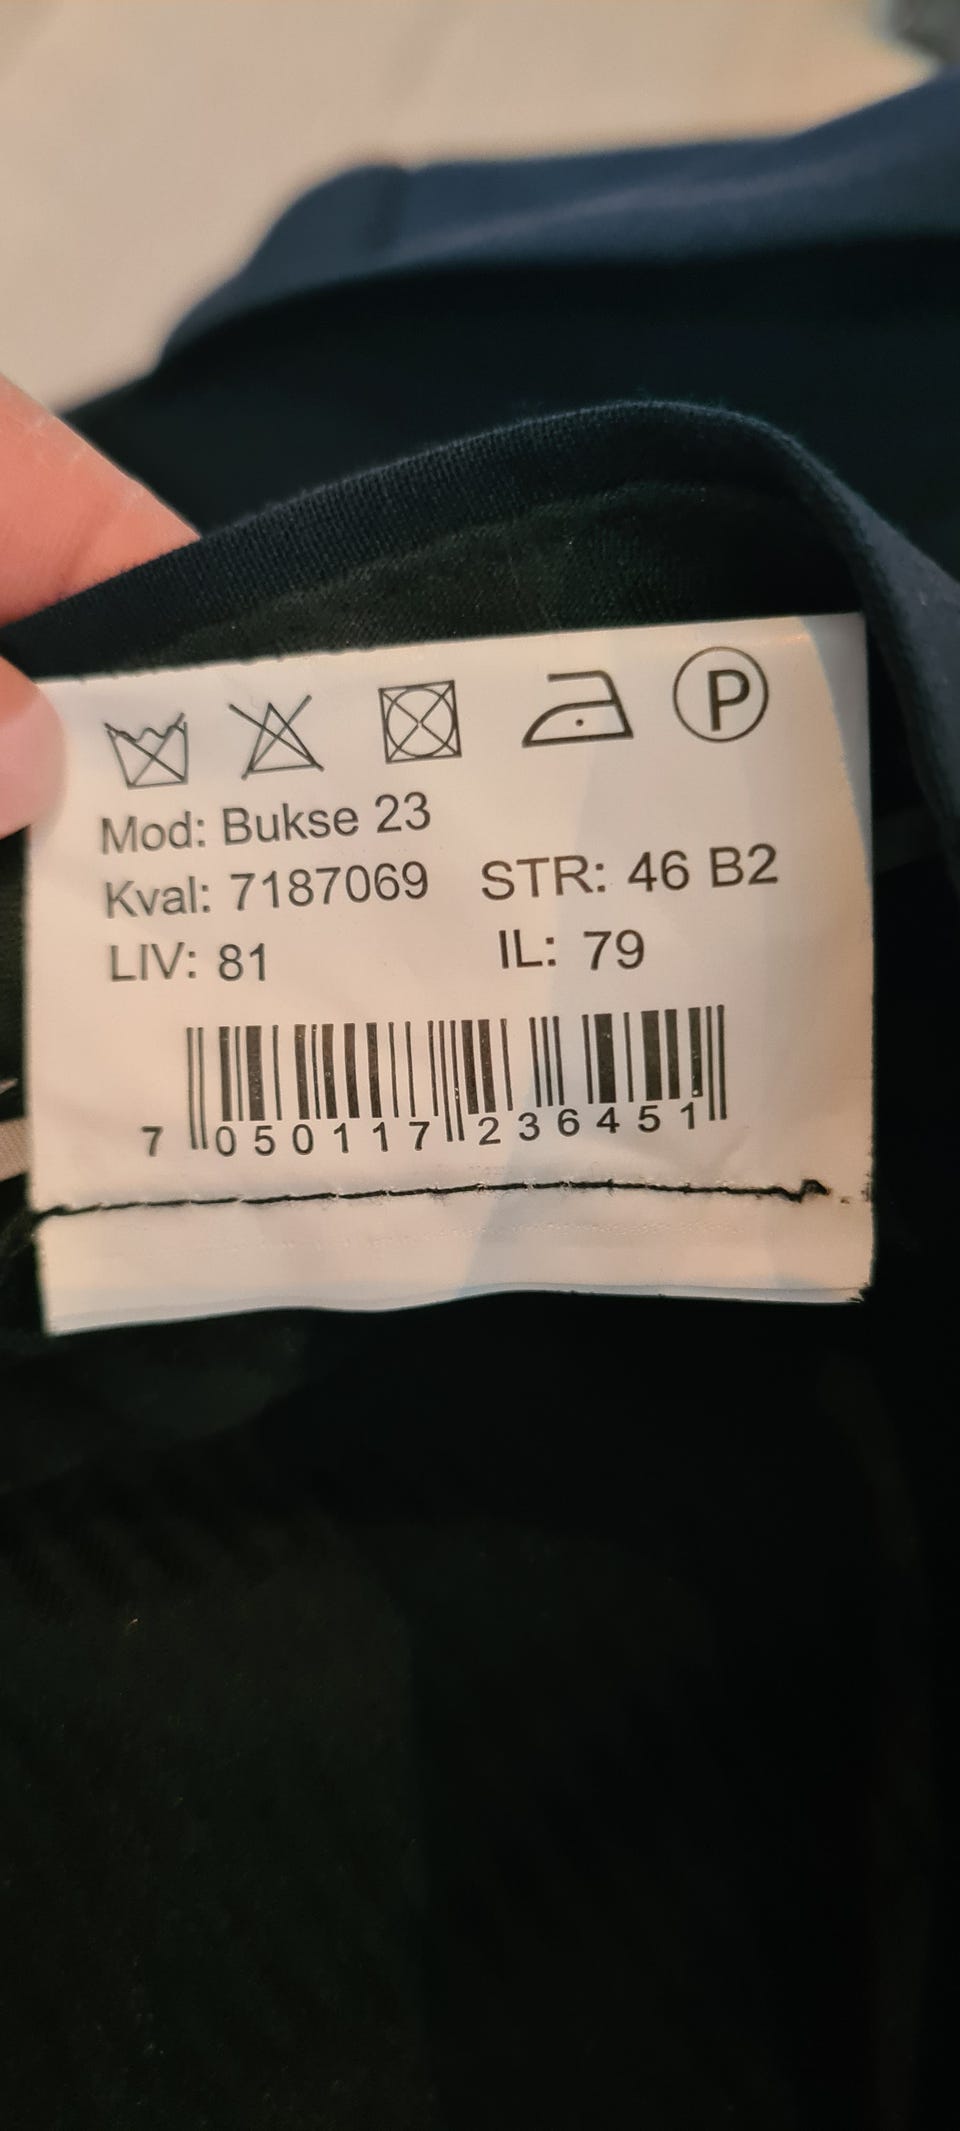 P
Mod: Bukse 23
Kval: 7187069 STR: 46 B2
LIV: 81 IL: 79
7 050117 236451